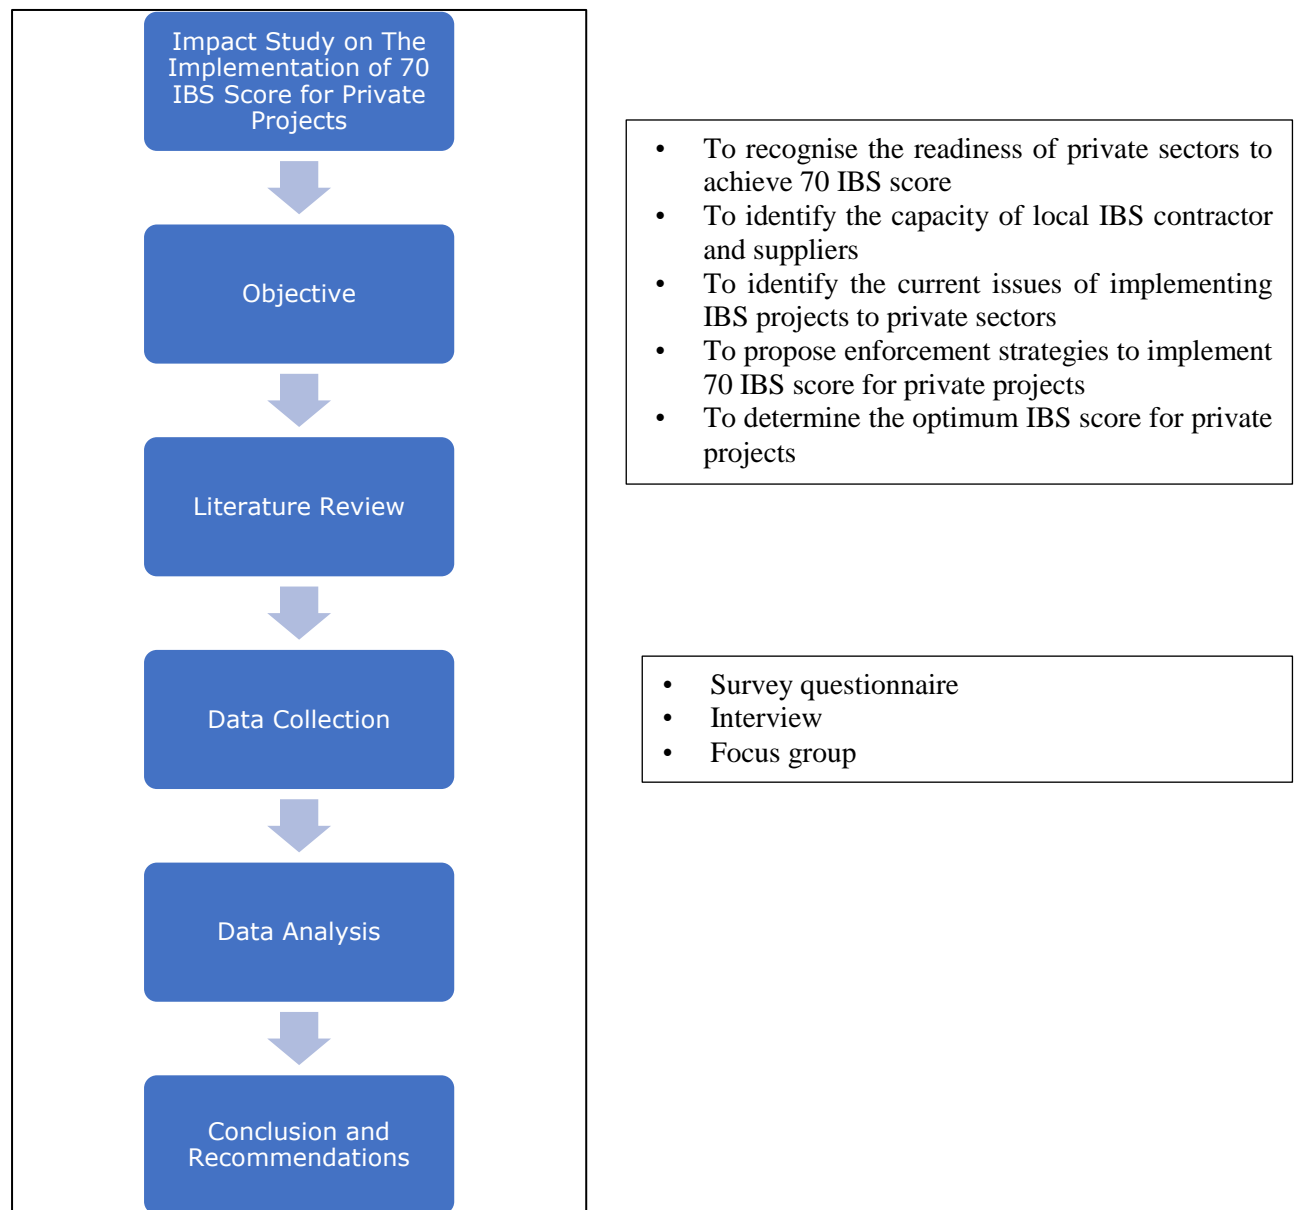 Impact Study on The
Implementation of 70
IBS Score for Private
Projects
Objective
• To recognise the readiness of private sectors to
achieve 70 IBS score
• To identify the capacity of local IBS contractor
and suppliers
• To identify the current issues of implementing
IBS projects to private sectors
• To propose enforcement strategies to implement
70 IBS score for private projects
• To determine the optimum IBS score for private
projects
Literature Review
Data Collection
• Survey questionnaire
• Interview
• Focus group
Data Analysis
Conclusion and
Recommendations